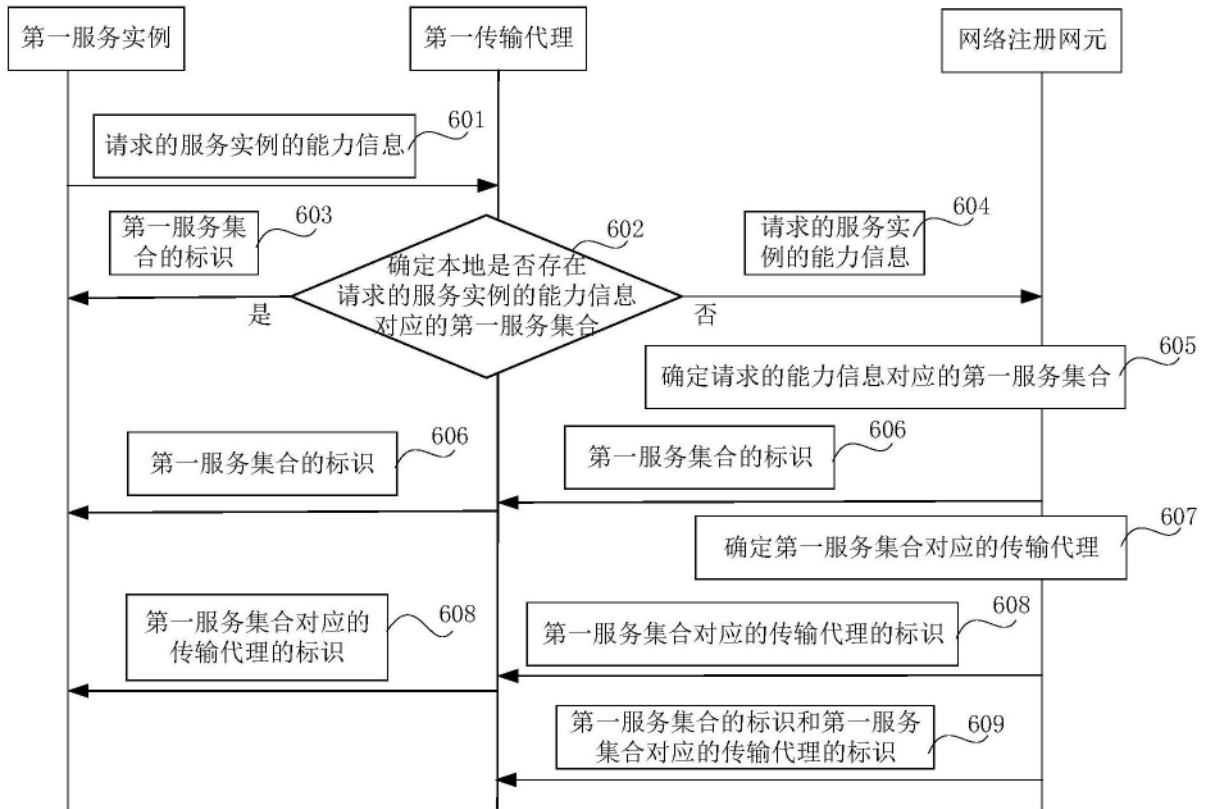 第一服务实例
第一传输代理
网络注册网元
601
请求的服务实例的能力信息
603
第一服务集
合的标识
602
确定本地是否存在
请求的服务实例的能力信息
对应的第一服务集合
604
请求的服务实
例的能力信息
是
否
605
确定请求的能力信息对应的第一服务集合
606
第一服务集合的标识
606
第一服务集合的标识
607
确定第一服务集合对应的传输代理
608
第一服务集合对应的
传输代理的标识
608
第一服务集合对应的传输代理的标识
609
第一服务集合的标识和第一服务
集合对应的传输代理的标识